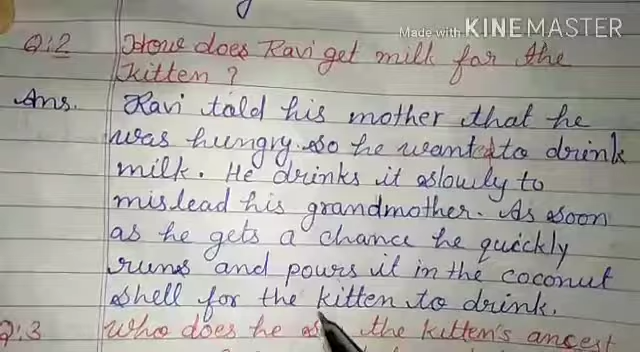 Made with KINEMASTER
Q:2 How does Ravi get milk for the
kitten ?
Ans. Ravi told his mother that he
was hungry. so he wanted to drink
milk. He drinks it slowly to
mislead his grandmother. As soon
as he gets a chance he quickly
runs and pours it in the coconut
shell for the kitten to drink.
Q:3 Who does he the kitten's ancest